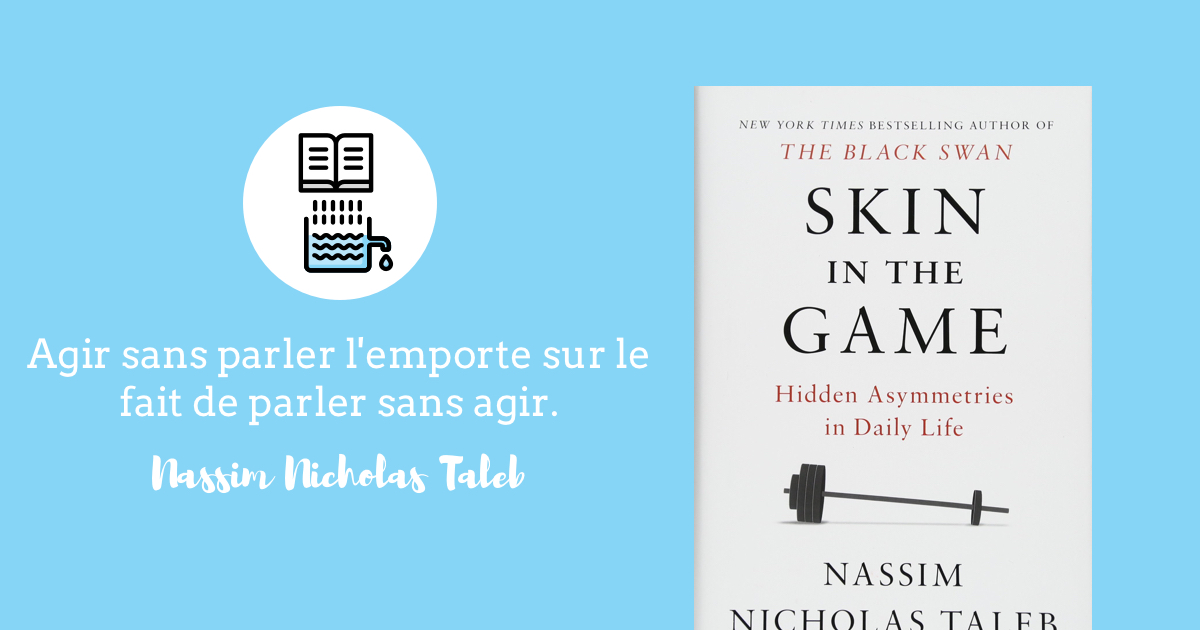 Agir sans parler l'emporte sur le
fait de parler sans agir.
Nassim Nicholas Taleb
NEW YORK TIMES BESTSELLING AUTHOR OF
THE BLACK SWAN
SKIN
IN THE
GAME
Hidden Asymmetries
in Daily Life
NASSIM
NICHOLAS TALEB